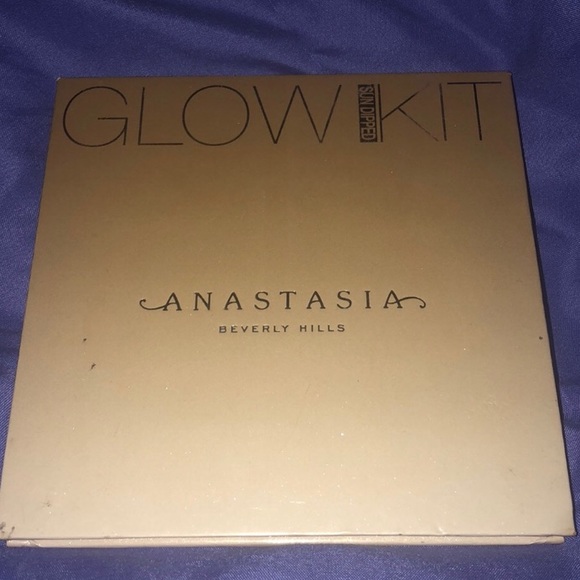 GLOW SUN DIPPED KIT
ANASTASIA
BEVERLY HILLS